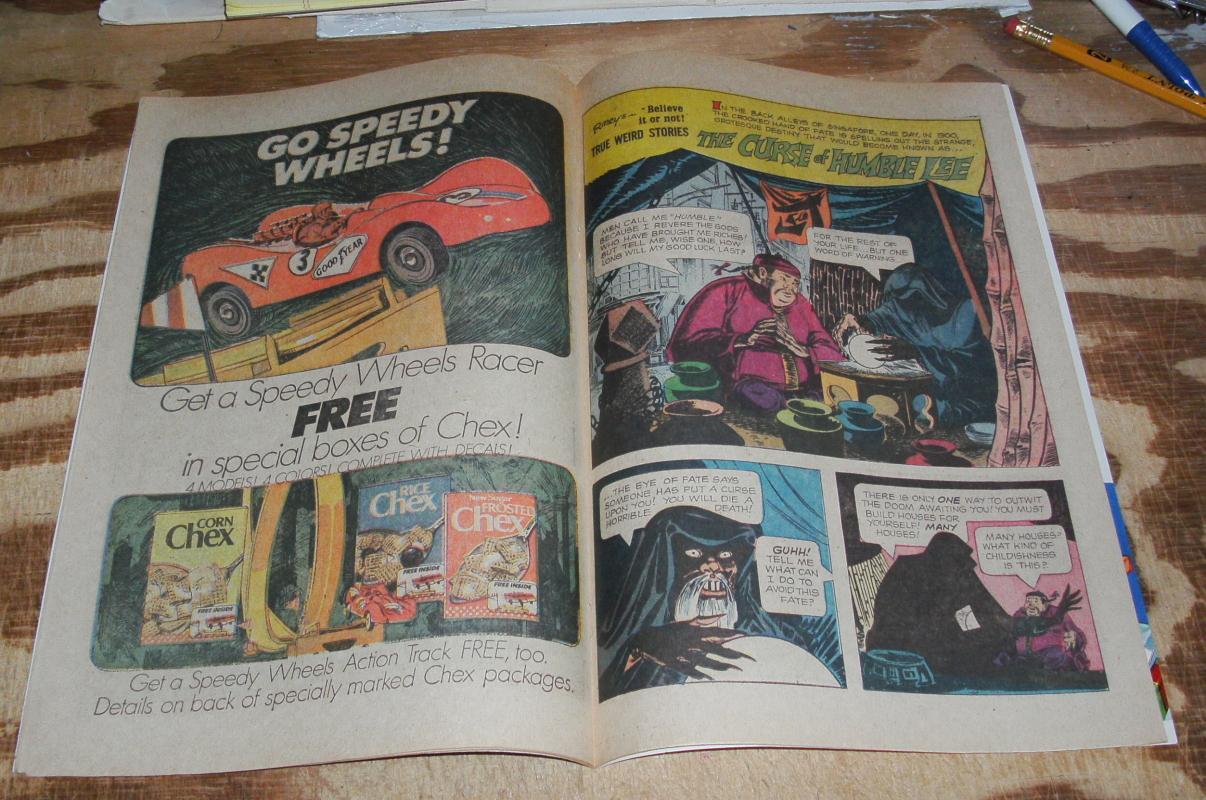 GO SPEEDY
WHEELS!
3
GOODYEAR
Get a Speedy Wheels Racer
FREE
in special boxes of Chex!
4 MODELS! 4 COLORS! COMPLETE WITH DECALS!
CORN
Chex
FREE INSIDE
RICE
Chex
FREE INSIDE
New Sugar
FROSTED
Chex
FREE INSIDE
Get a Speedy Wheels Action Track FREE, too.
Details on back of specially marked Chex packages.
Ripley's— "Believe
it or not!
TRUE WEIRD STORIES
IN THE BACK ALLEYS OF SINGAPORE, ONE DAY, IN 1900,
THE CROOKED HAND OF FATE IS SPELLING OUT THE STRANGE,
GROTESQUE DESTINY THAT WOULD BECOME KNOWN AS...
THE CURSE of HUMBLE LEE
MEN CALL ME "HUMBLE"
BECAUSE I REVERE THE GODS
WHO HAVE BROUGHT ME RICHES!
BUT TELL ME, WISE ONE, HOW
LONG WILL MY GOOD LUCK LAST?
FOR THE REST OF
YOUR LIFE...BUT ONE
WORD OF WARNING...
...THE EYE OF FATE SAYS
SOMEONE HAS PUT A CURSE
UPON YOU! YOU WILL DIE A
HORRIBLE DEATH!
GUHH!
TELL ME
WHAT CAN
I DO TO
AVOID THIS
FATE?
THERE IS ONLY ONE WAY TO OUTWIT
THE DOOM AWAITING YOU! YOU MUST
BUILD HOUSES FOR
YOURSELF! MANY
HOUSES!
MANY HOUSES?
WHAT KIND OF
CHILDISHNESS
IS THIS?